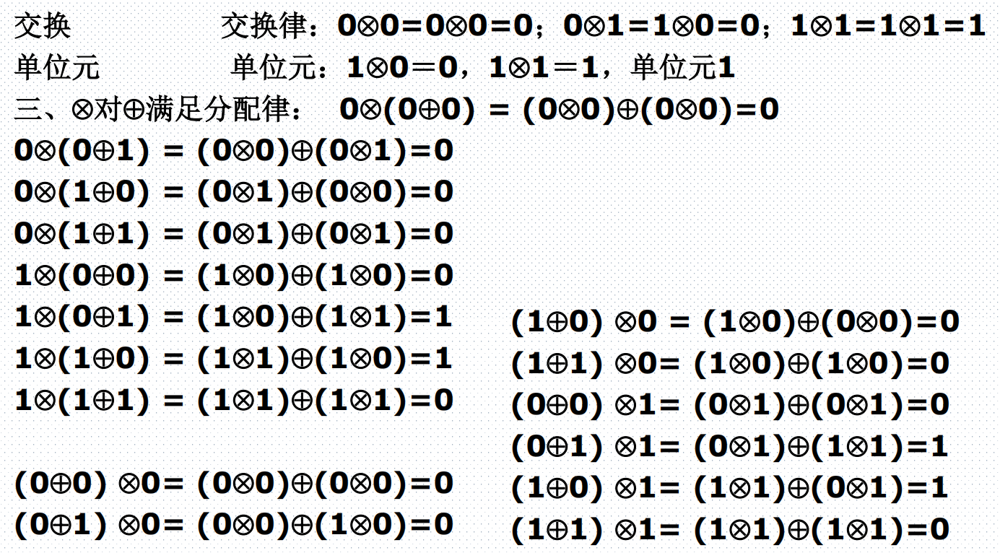 交换 交换律：0⊗0=0⊗0=0；0⊗1=1⊗0=0；1⊗1=1⊗1=1
单位元 单位元：1⊗0＝0，1⊗1＝1，单位元1
三、⊗对⊕满足分配律： 0⊗(0⊕0) = (0⊗0)⊕(0⊗0)=0
0⊗(0⊕1) = (0⊗0)⊕(0⊗1)=0
0⊗(1⊕0) = (0⊗1)⊕(0⊗0)=0
0⊗(1⊕1) = (0⊗1)⊕(0⊗1)=0
1⊗(0⊕0) = (1⊗0)⊕(1⊗0)=0
1⊗(0⊕1) = (1⊗0)⊕(1⊗1)=1
1⊗(1⊕0) = (1⊗1)⊕(1⊗0)=1
1⊗(1⊕1) = (1⊗1)⊕(1⊗1)=0
(0⊕0) ⊗0= (0⊗0)⊕(0⊗0)=0
(0⊕1) ⊗0= (0⊗0)⊕(1⊗0)=0
(1⊕0) ⊗0 = (1⊗0)⊕(0⊗0)=0
(1⊕1) ⊗0= (1⊗0)⊕(1⊗0)=0
(0⊕0) ⊗1= (0⊗1)⊕(0⊗1)=0
(0⊕1) ⊗1= (0⊗1)⊕(1⊗1)=1
(1⊕0) ⊗1= (1⊗1)⊕(0⊗1)=1
(1⊕1) ⊗1= (1⊗1)⊕(1⊗1)=0